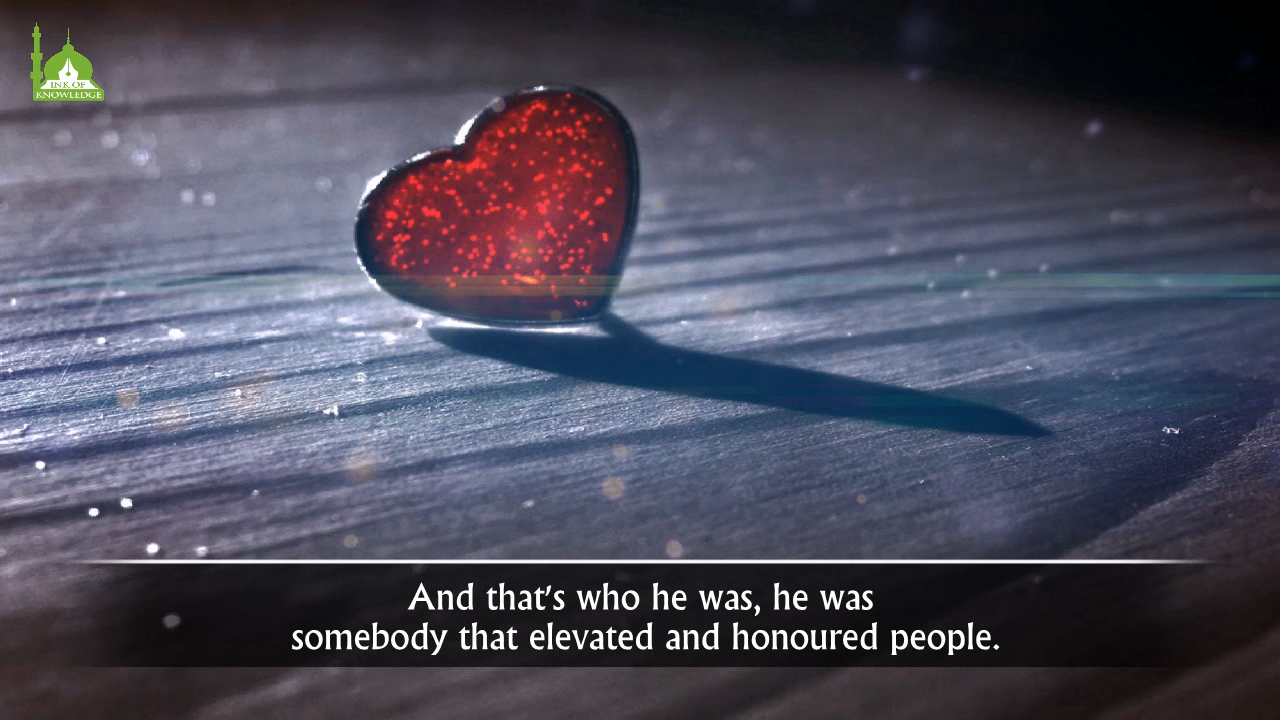 INK OF
KNOWLEDGE
And that's who he was, he was
somebody that elevated and honoured people.